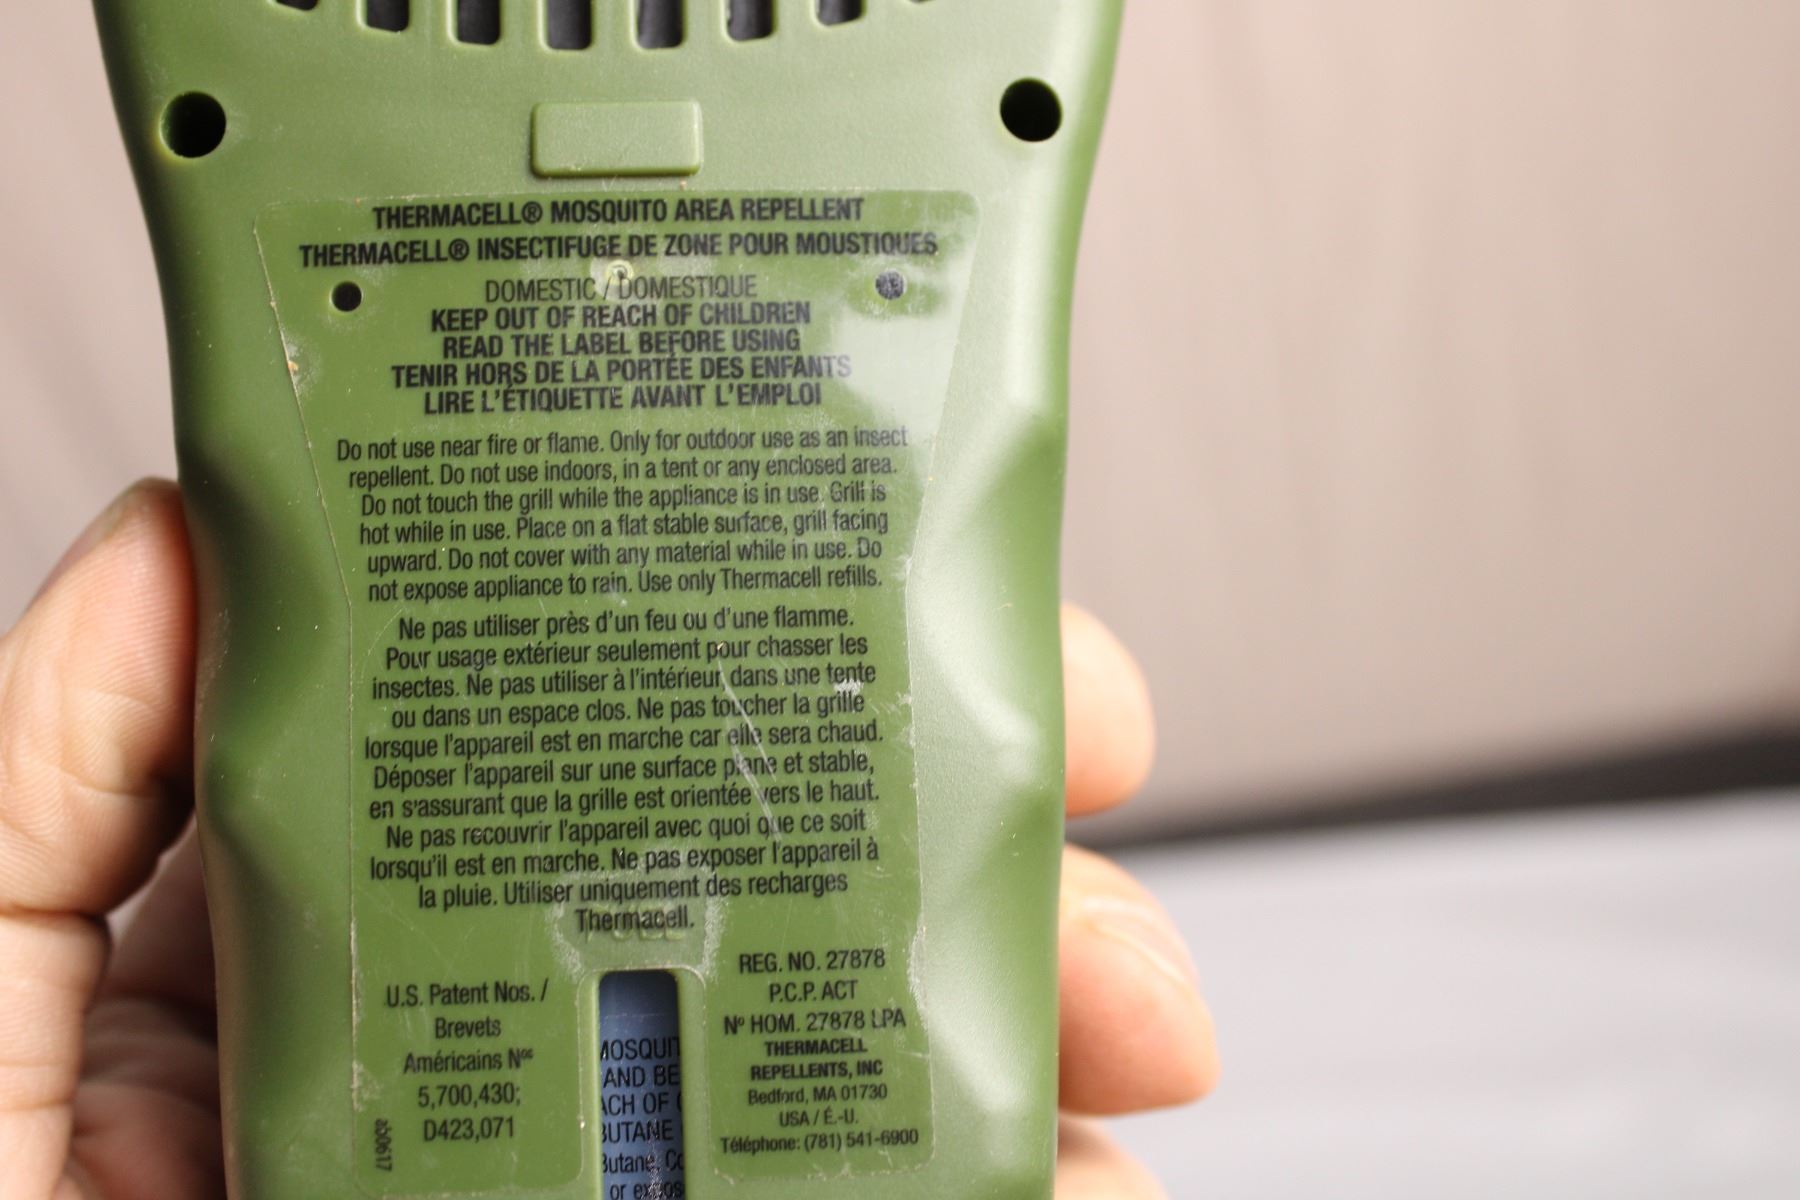 THERMACELL® MOSQUITO AREA REPELLENT
THERMACELL® INSECTIFUGE DE ZONE POUR MOUSTIQUES
DOMESTIC / DOMESTIQUE
KEEP OUT OF REACH OF CHILDREN
READ THE LABEL BEFORE USING
TENIR HORS DE LA PORTÉE DES ENFANTS
LIRE L'ÉTIQUETTE AVANT L'EMPLOI
Do not use near fire or flame. Only for outdoor use as an insect
repellent. Do not use indoors, in a tent or any enclosed area.
Do not touch the grill while the appliance is in use. Grill is
hot while in use. Place on a flat stable surface, grill facing
upward. Do not cover with any material while in use. Do
not expose appliance to rain. Use only Thermacell refills.
Ne pas utiliser près d'un feu ou d'une flamme.
Pour usage extérieur seulement pour chasser les
insectes. Ne pas utiliser à l'intérieur, dans une tente
ou dans un espace clos. Ne pas toucher la grille
lorsque l'appareil est en marche car elle sera chaud.
Déposer l'appareil sur une surface plane et stable,
en s'assurant que la grille est orientée vers le haut.
Ne pas recouvrir l'appareil avec quoi que ce soit
lorsqu'il est en marche. Ne pas exposer l'appareil à
la pluie. Utiliser uniquement des recharges
Thermacell.
U.S. Patent Nos. /
Brevets
Américains Nos
5,700,430;
D423,071
ab0617
MOSQUIT
AND BE
ACH OF
BUTANE
Butane, Co
or expos
REG. NO. 27878
P.C.P. ACT
Nº HOM. 27878 LPA
THERMACELL
REPELLENTS, INC
Bedford, MA 01730
USA / É.-U.
Téléphone: (781) 541-6900